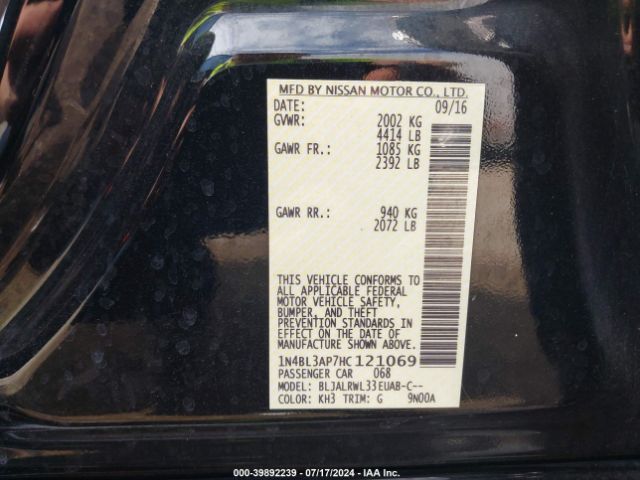 MFD BY NISSAN MOTOR CO., LTD.
DATE: 09/16
GVWR: 2002 KG
4414 LB
GAWR FR.: 1085 KG
2392 LB
GAWR RR.: 940 KG
2072 LB
THIS VEHICLE CONFORMS TO
ALL APPLICABLE FEDERAL
MOTOR VEHICLE SAFETY,
BUMPER, AND THEFT
PREVENTION STANDARDS IN
EFFECT ON THE DATE OF
MANUFACTURE SHOWN ABOVE.
1N4BL3AP7HC121069
PASSENGER CAR 068
MODEL: BLJALRWL33EUAB-C--
COLOR: KH3 TRIM: G 9N00A
000-39892239 - 07/17/2024 - IAA Inc.